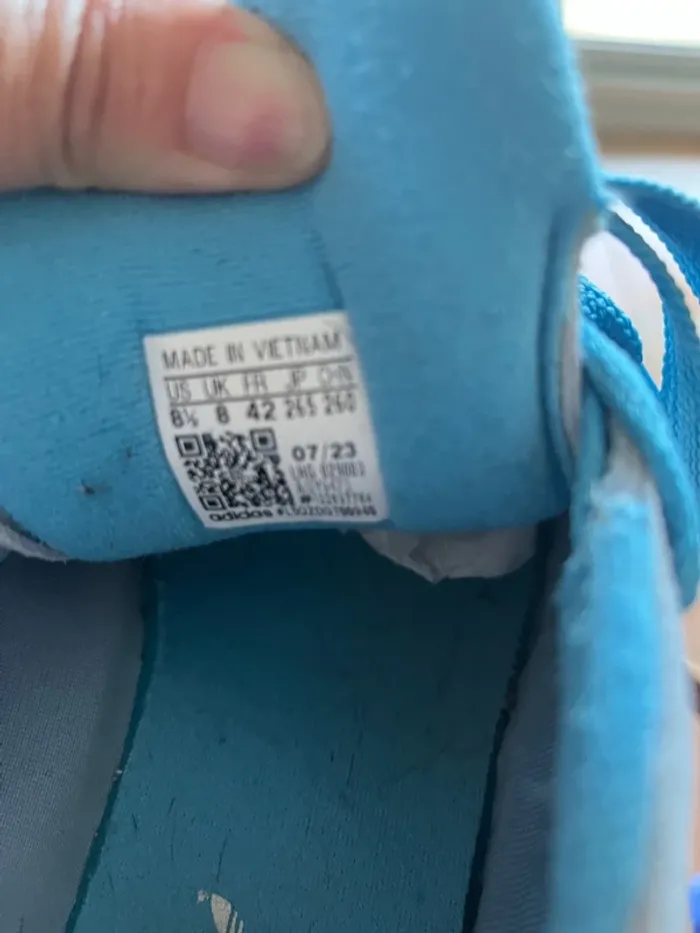 MADE IN VIETNAM
US UK FR JP CHN
8½ 8 42 265 260
07/23
adidas